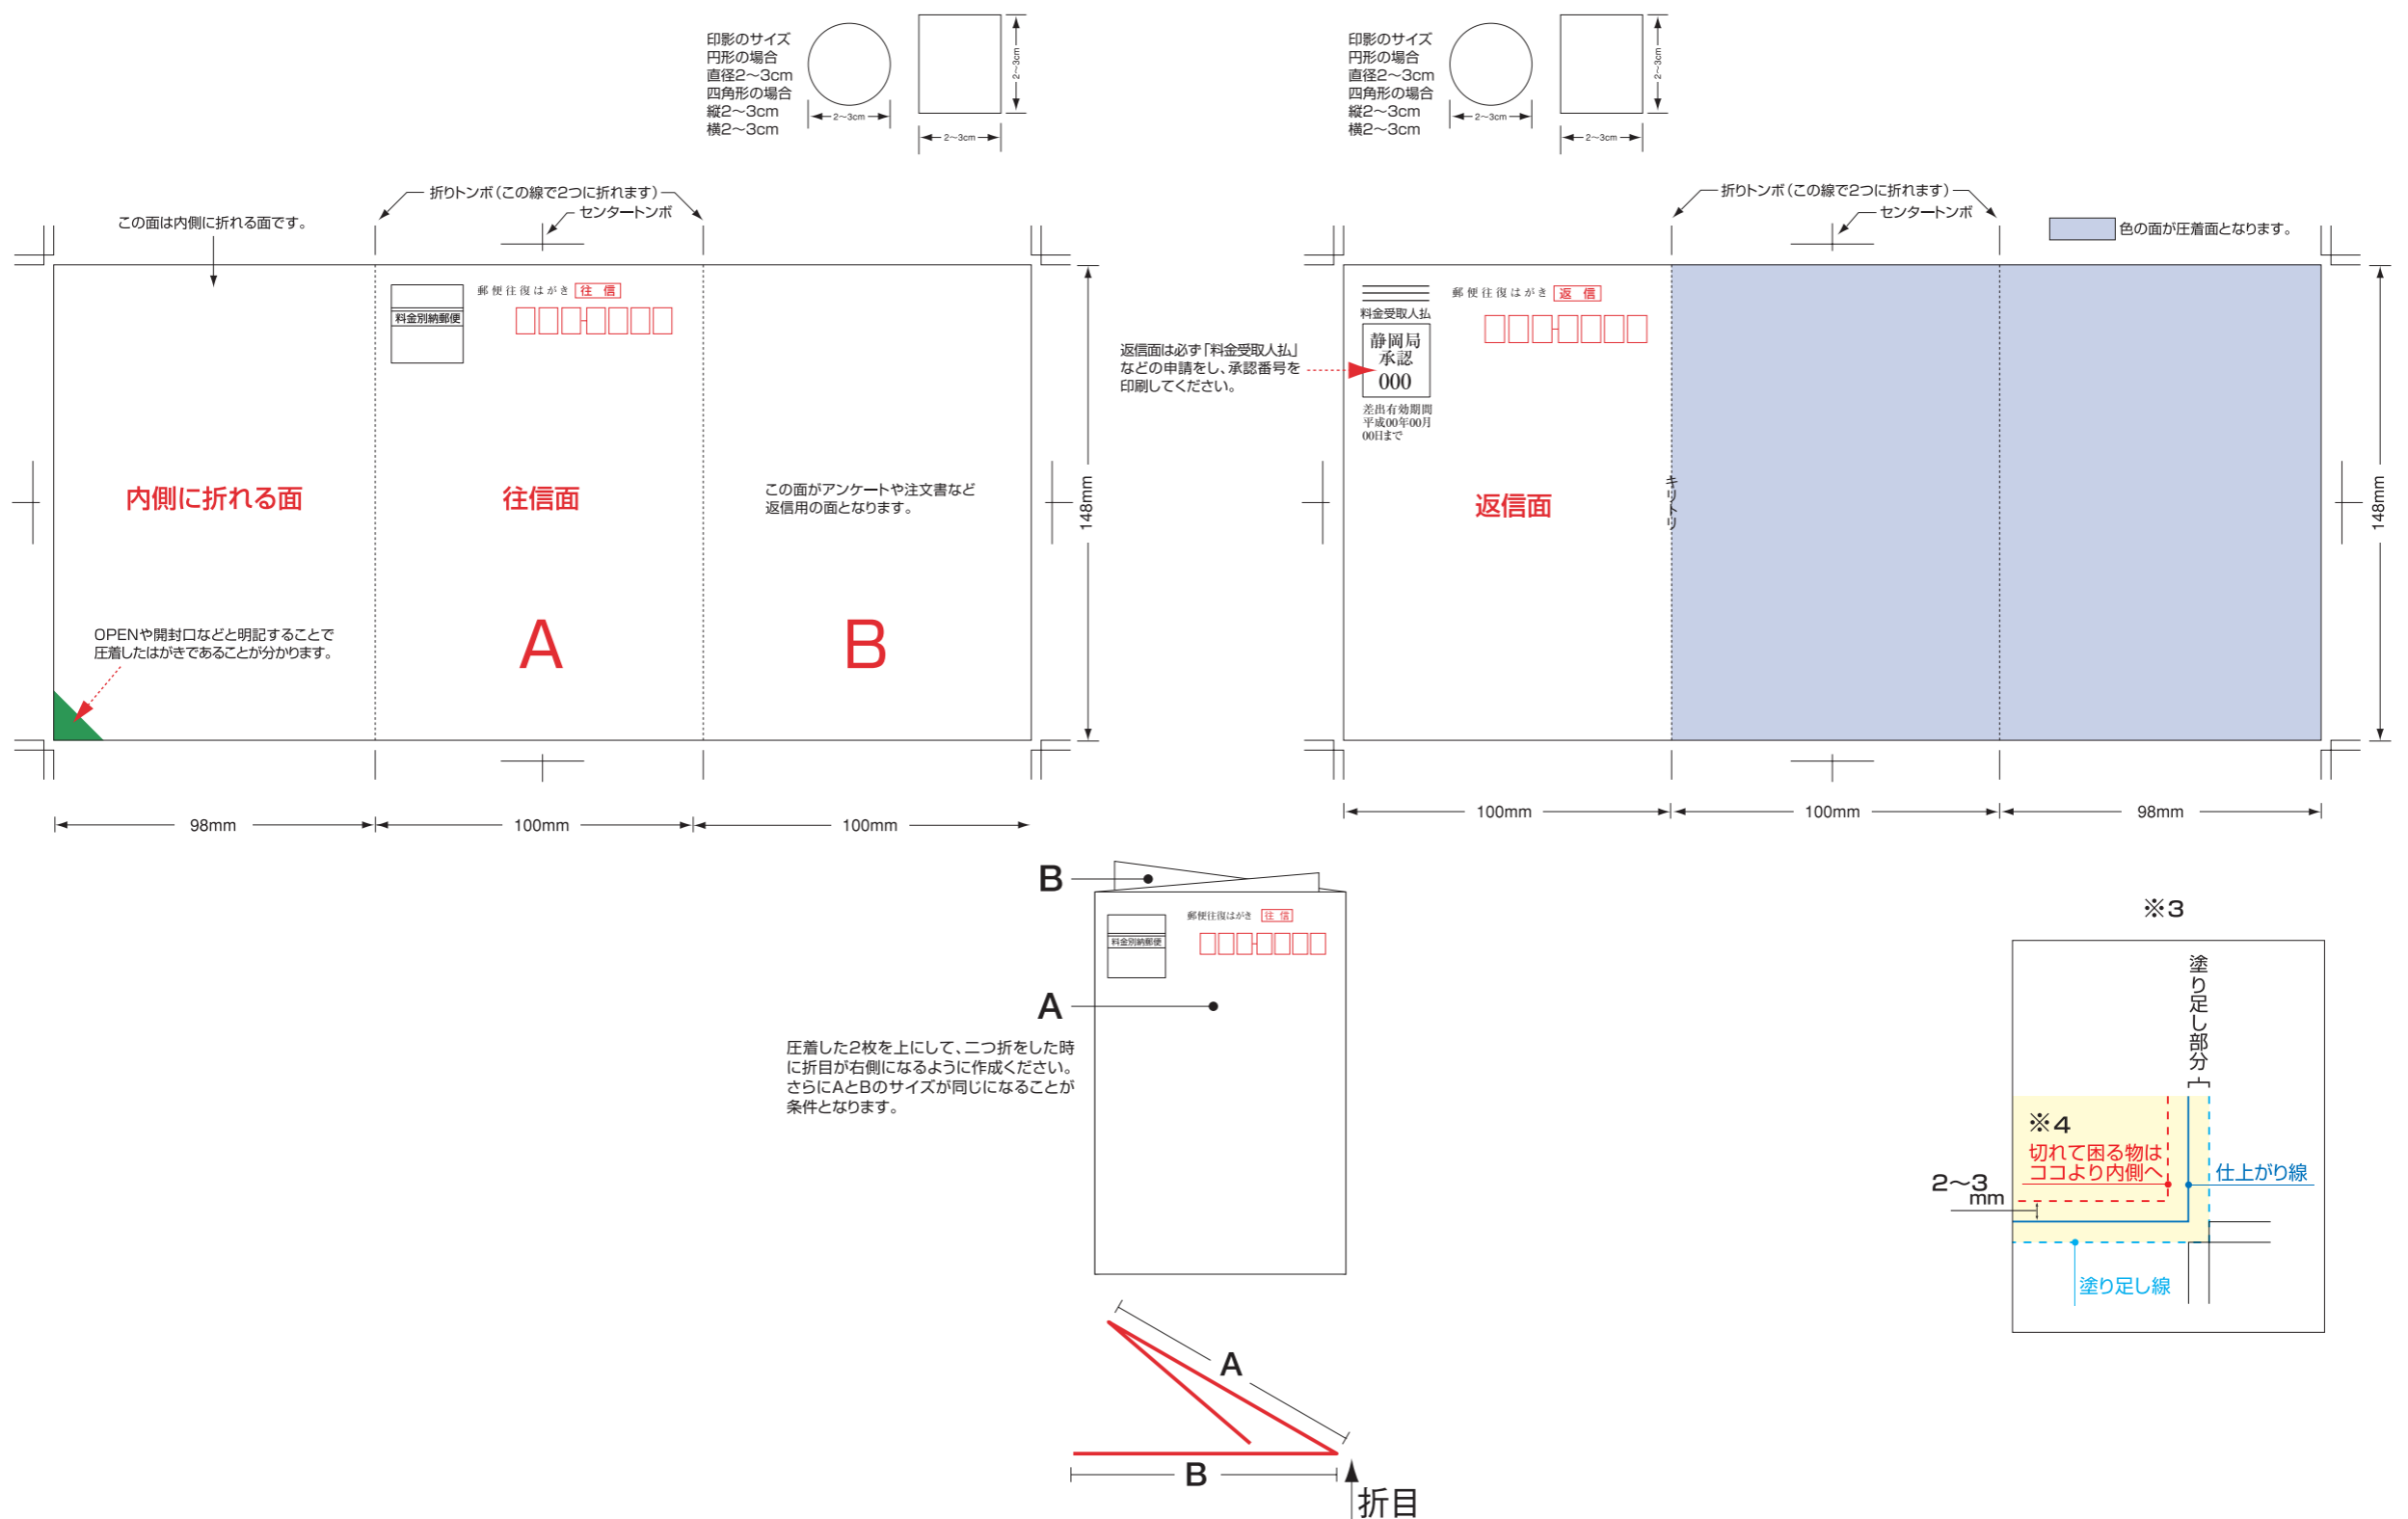 印影のサイズ
円形の場合
直径2～3cm
四角形の場合
縦2～3cm
横2～3cm
2～3cm
2～3cm
2～3cm
印影のサイズ
円形の場合
直径2～3cm
四角形の場合
縦2～3cm
横2～3cm
2～3cm
2～3cm
2～3cm
この面は内側に折れる面です。
折りトンボ（この線で2つに折れます）
センタートンボ
郵便往復はがき 往 信
料金別納郵便
内側に折れる面
往信面
この面がアンケートや注文書など
返信用の面となります。
OPENや開封口などと明記することで
圧着したはがきであることが分かります。
A
B
148mm
98mm
100mm
100mm
折りトンボ（この線で2つに折れます）
センタートンボ
色の面が圧着面となります。
郵便往復はがき 返 信
料金受取人払
静岡局
承認
000
差出有効期間
平成00年00月
00日まで
返信面は必ず「料金受取人払」
などの申請をし、承認番号を
印刷してください。
返信面
キリトリ
148mm
100mm
100mm
98mm
B
郵便往復はがき 往 信
料金別納郵便
A
圧着した2枚を上にして、二つ折をした時
に折目が右側になるように作成ください。
さらにAとBのサイズが同じになることが
条件となります。
A
B
折目
※3
塗り足し部分
※4
切れて困る物は
ココより内側へ
仕上がり線
2～3
mm
塗り足し線